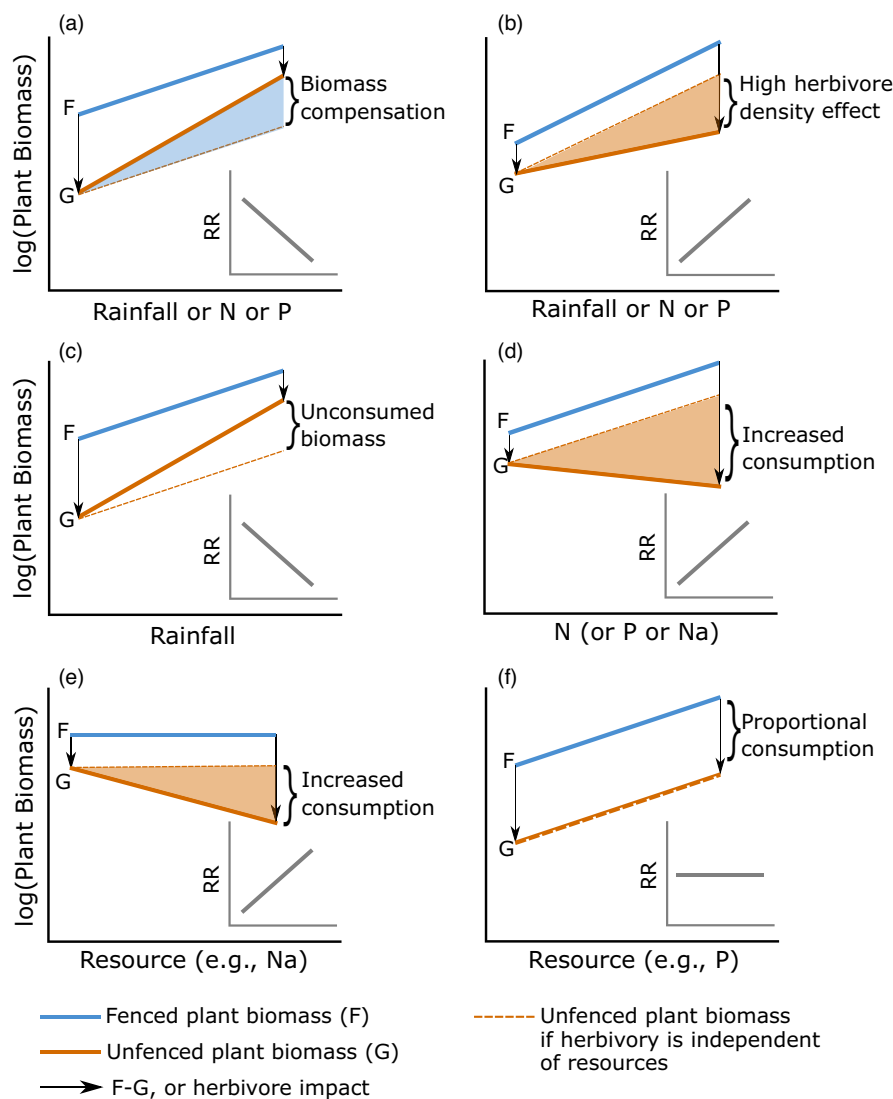 (a)
log(Plant Biomass)
F
G
Biomass
compensation
RR
Rainfall or N or P
(b)
F
G
High herbivore
density effect
RR
Rainfall or N or P
(c)
log(Plant Biomass)
F
G
Unconsumed
biomass
RR
Rainfall
(d)
F
G
Increased
consumption
RR
N (or P or Na)
(e)
log(Plant Biomass)
F
G
Increased
consumption
RR
Resource (e.g., Na)
(f)
F
G
Proportional
consumption
RR
Resource (e.g., P)
Fenced plant biomass (F)
Unfenced plant biomass (G)
F-G, or herbivore impact
Unfenced plant biomass
if herbivory is independent
of resources